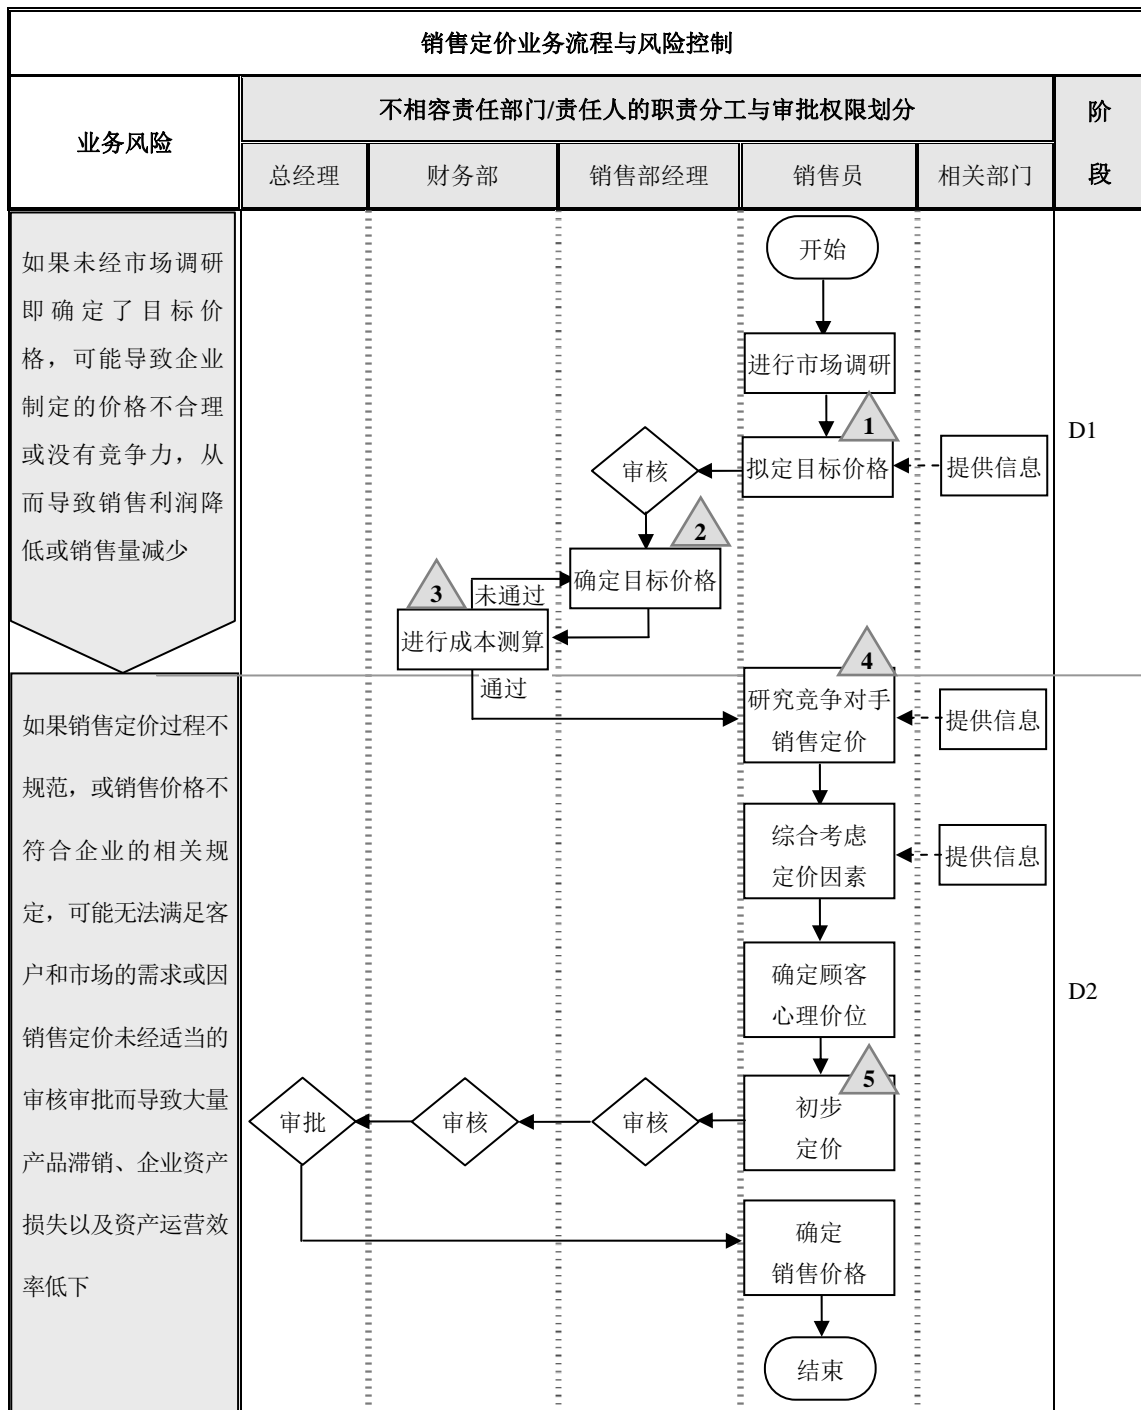 销售定价业务流程与风险控制
业务风险
不相容责任部门/责任人的职责分工与审批权限划分
阶
段
总经理
财务部
销售部经理
销售员
相关部门
如果未经市场调研
即确定了目标价
格，可能导致企业
制定的价格不合理
或没有竞争力，从
而导致销售利润降
低或销售量减少
开始
进行市场调研
1
拟定目标价格
提供信息
审核
2
确定目标价格
3
未通过
进行成本测算
通过
D1
如果销售定价过程不
规范，或销售价格不
符合企业的相关规
定，可能无法满足客
户和市场的需求或因
销售定价未经适当的
审核审批而导致大量
产品滞销、企业资产
损失以及资产运营效
率低下
4
研究竞争对手
销售定价
提供信息
综合考虑
定价因素
提供信息
确定顾客
心理价位
5
初步
定价
审核
审核
审批
确定
销售价格
结束
D2